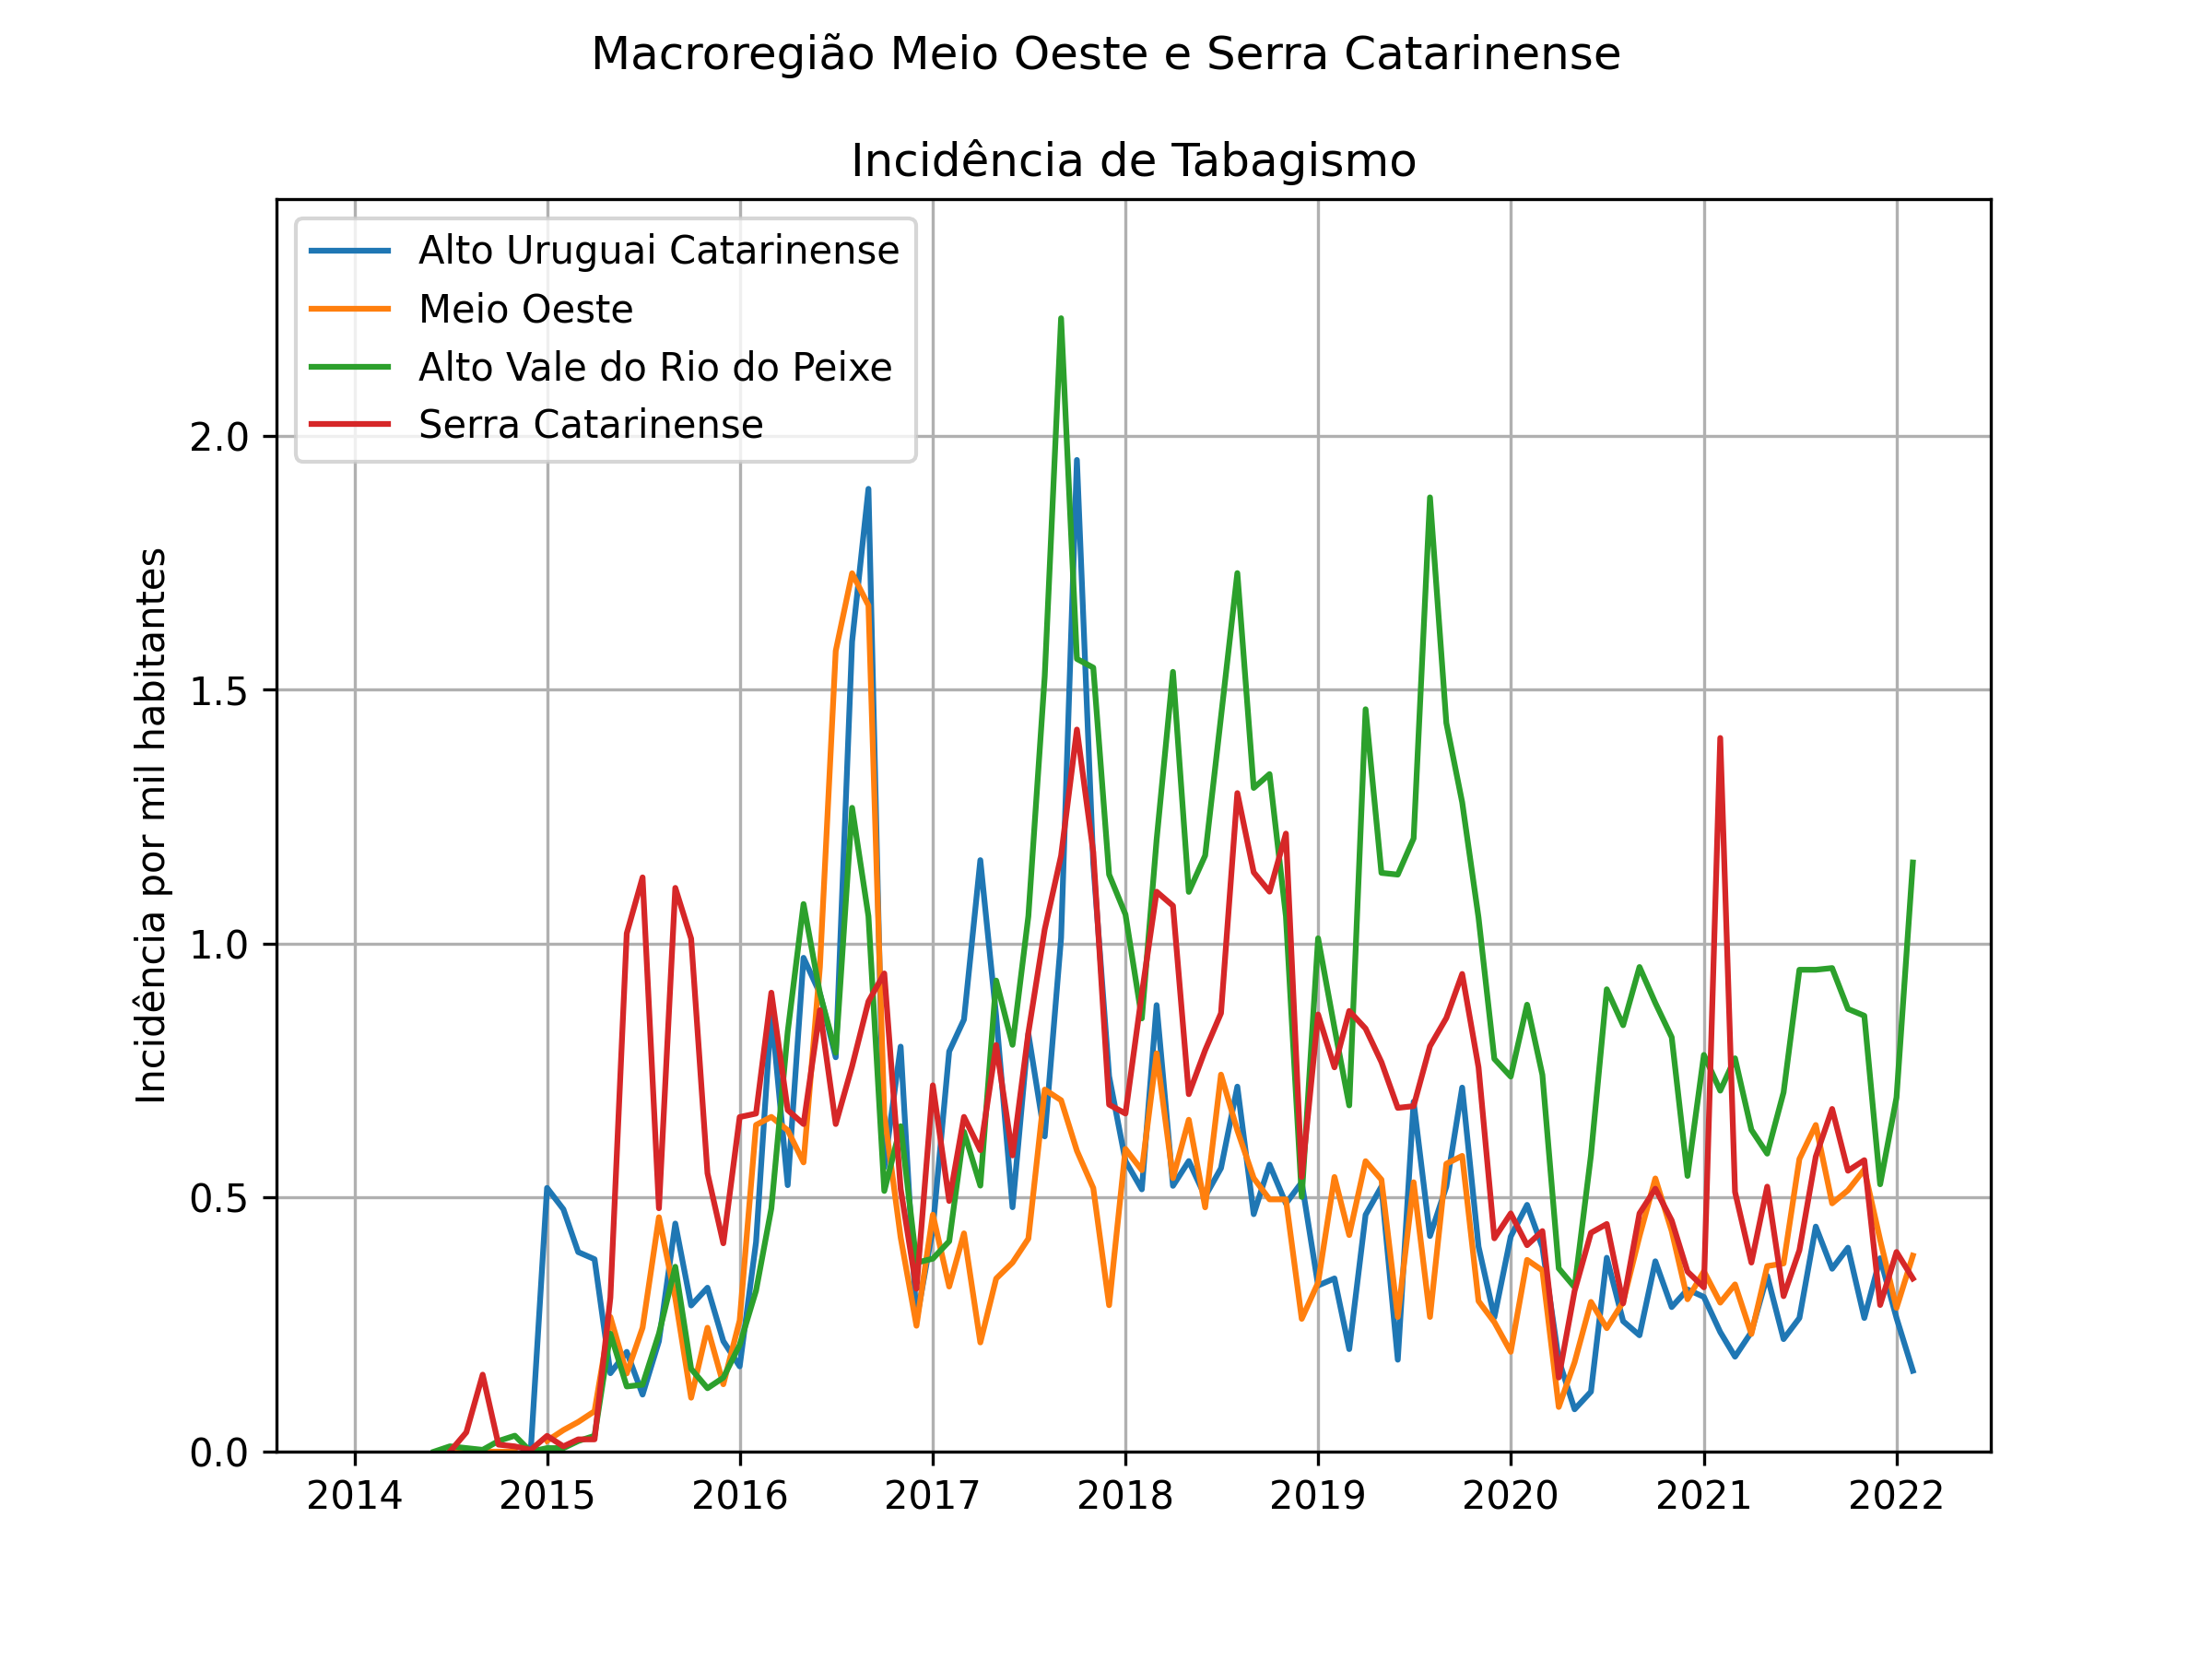 Macroregião Meio Oeste e Serra Catarinense
Incidência de Tabagismo
Alto Uruguai Catarinense
Meio Oeste
Alto Vale do Rio do Peixe
Serra Catarinense
Incidência por mil habitantes
2.0
1.5
1.0
0.5
0.0
2014 2015 2016 2017 2018 2019 2020 2021 2022